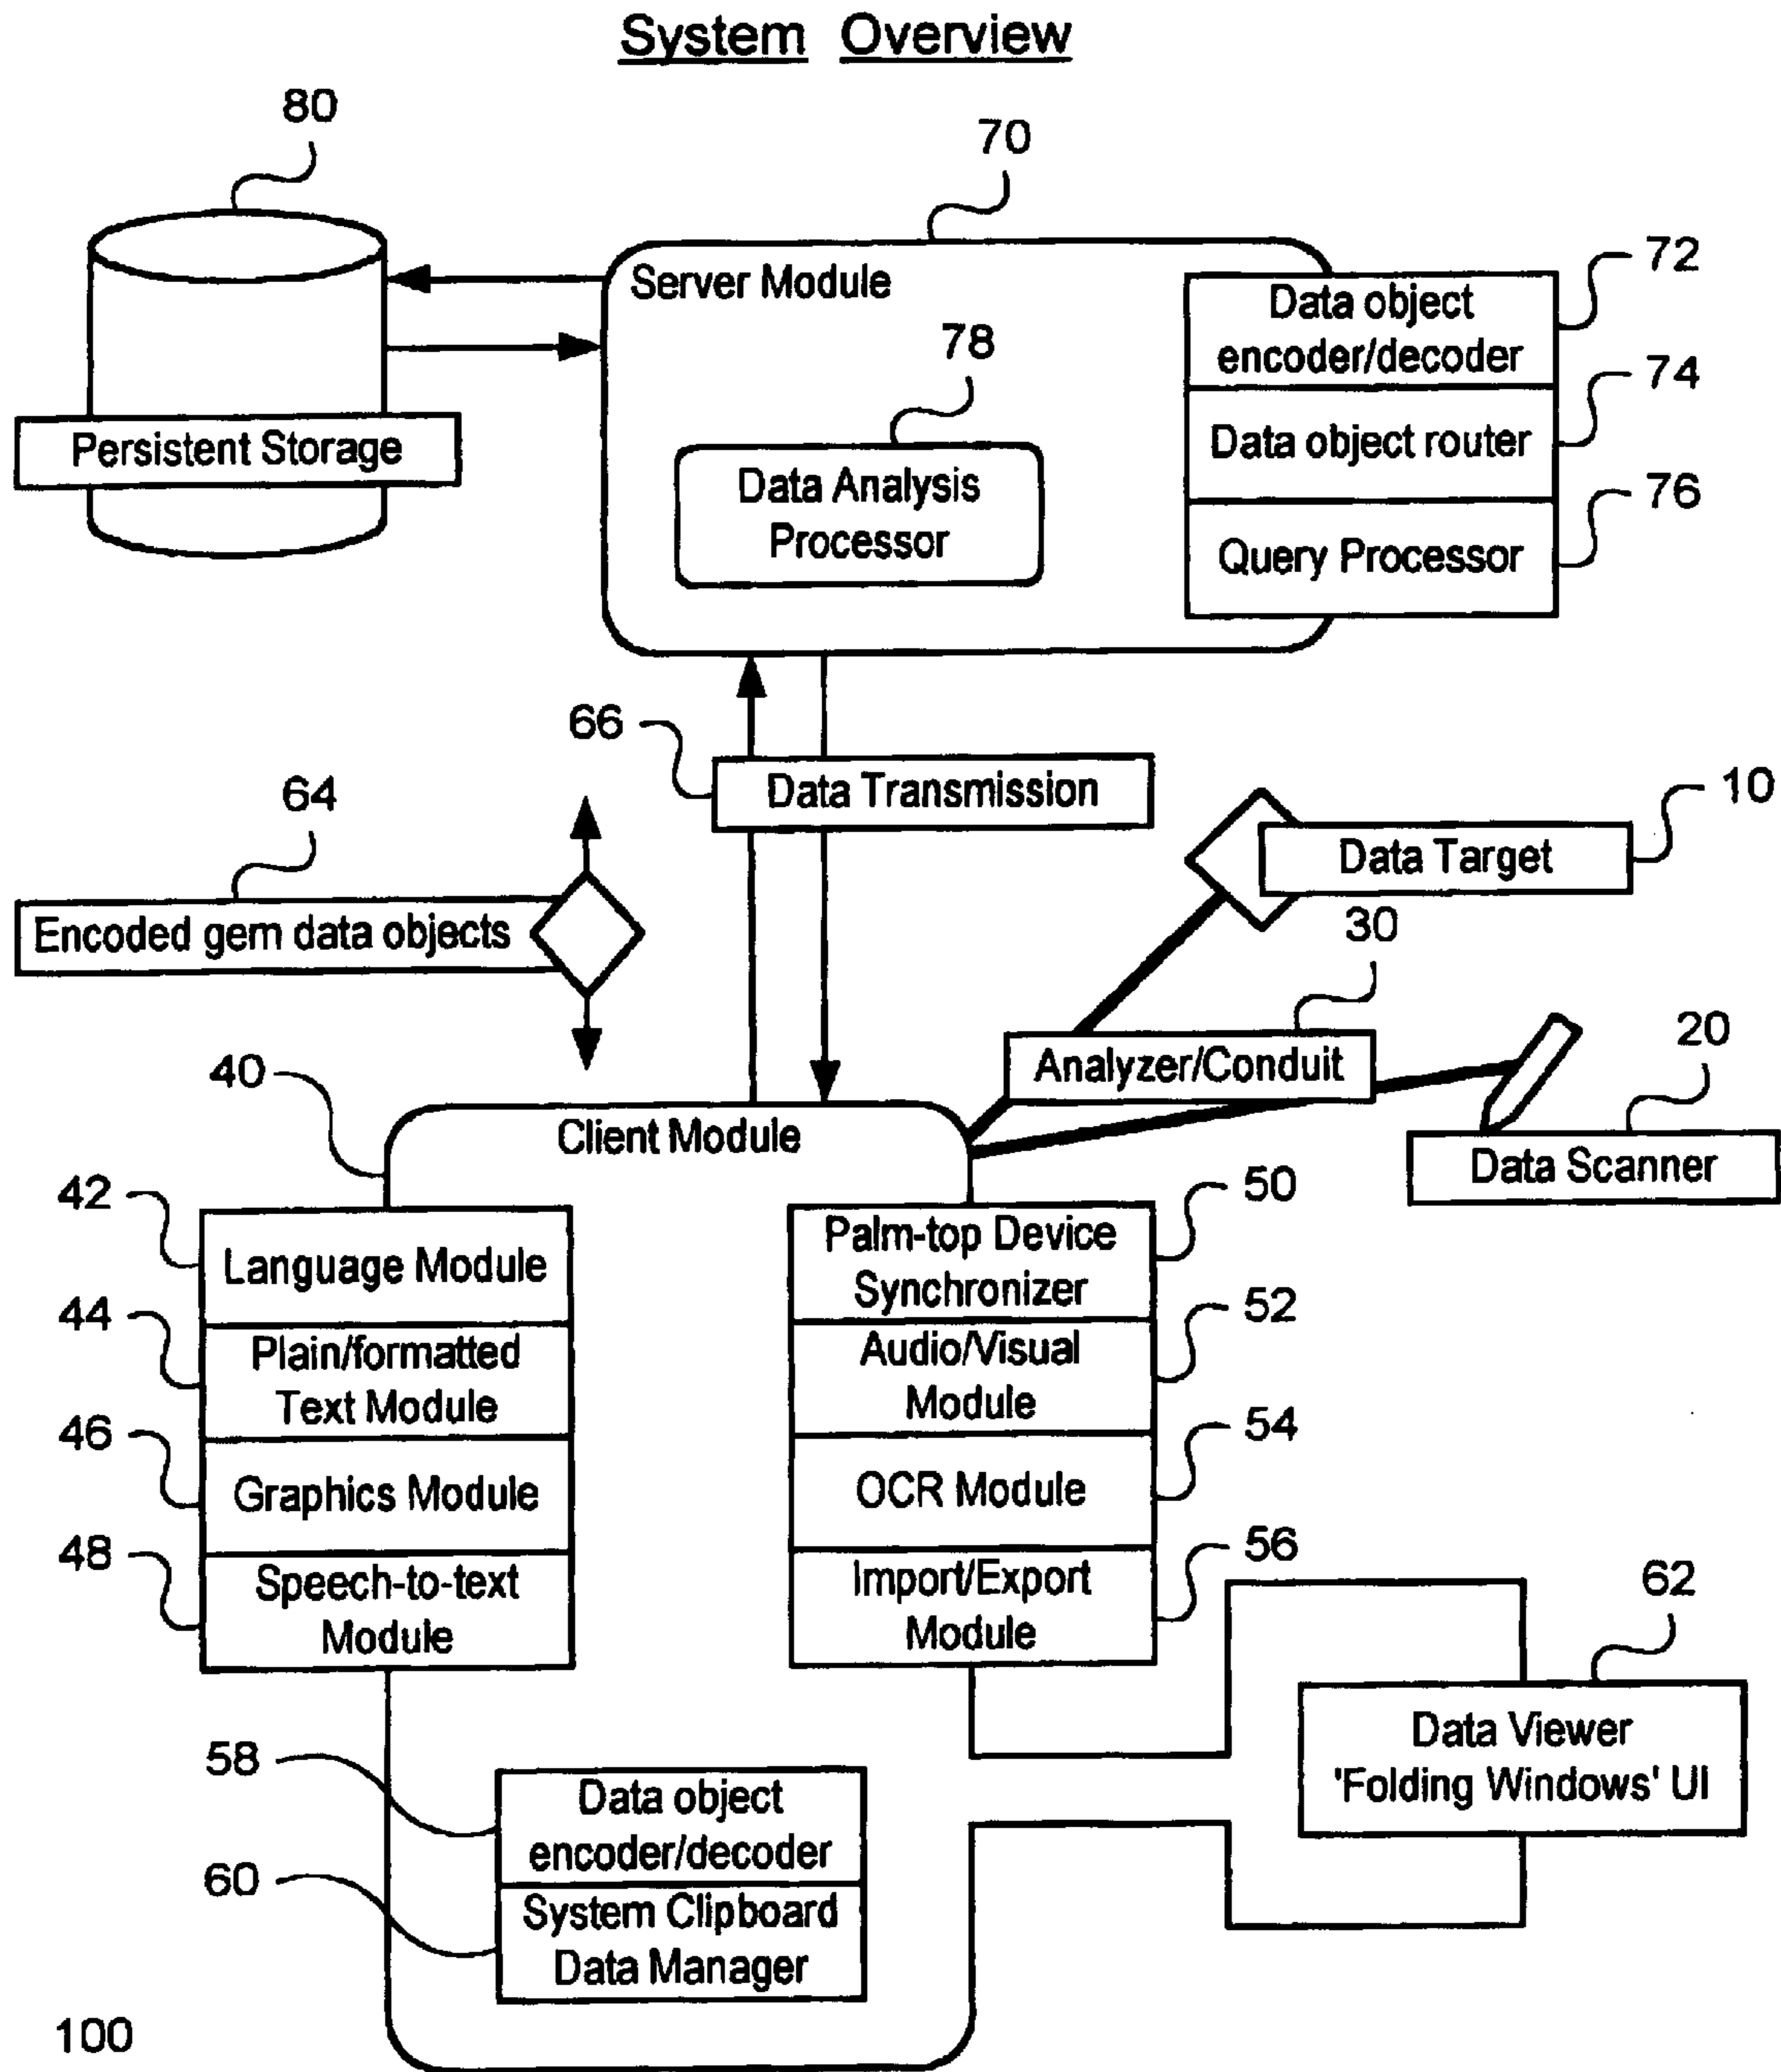 System Overview
80
70
Server Module
72
Data object
encoder/decoder
78
74
Data object router
Persistent Storage
Data Analysis
Processor
76
Query Processor
66
Data Transmission
64
10
Data Target
Encoded gem data objects
30
Analyzer/Conduit
20
40
Client Module
Data Scanner
42
Language Module
50
Palm-top Device
Synchronizer
44
Plain/formatted
Text Module
52
Audio/Visual
Module
46
Graphics Module
54
OCR Module
48
Speech-to-text
Module
56
Import/Export
Module
62
Data Viewer
'Folding Windows' UI
58
Data object
encoder/decoder
60
System Clipboard
Data Manager
100